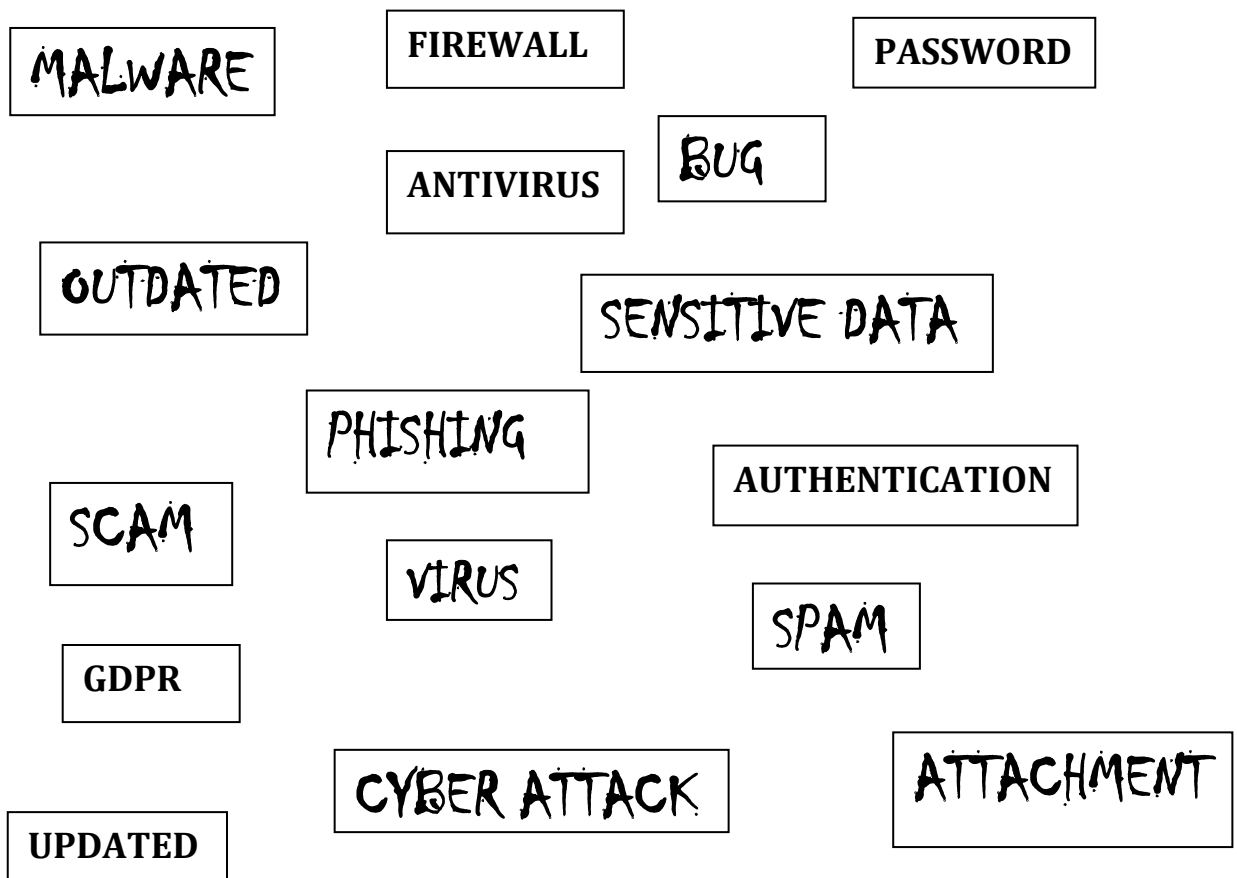 MALWARE
FIREWALL
PASSWORD
BUG
ANTIVIRUS
OUTDATED
SENSITIVE DATA
PHISHING
AUTHENTICATION
SCAM
VIRUS
SPAM
GDPR
CYBER ATTACK
ATTACHMENT
UPDATED